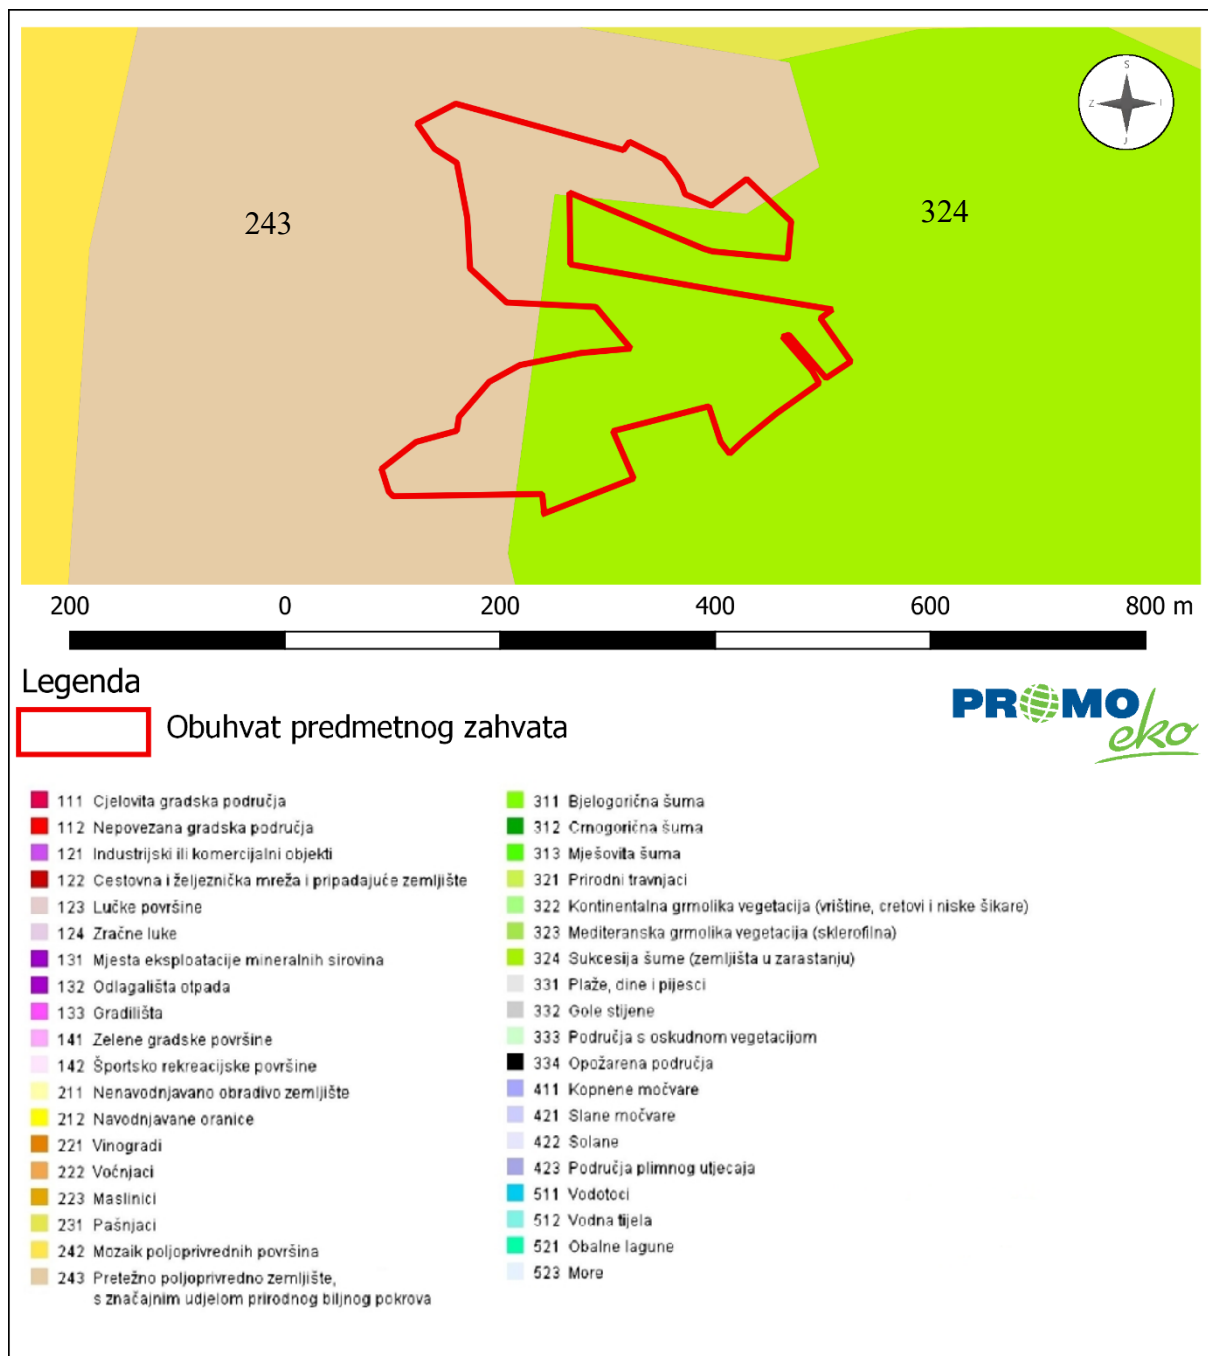 S
Z
I
J
243
324
200 0 200 400 600 800 m
Legenda
Obuhvat predmetnog zahvata
PROMO
eko
111 Cjelovita gradska područja
112 Nepovezana gradska područja
121 Industrijski ili komercijalni objekti
122 Cestovna i željeznička mreža i pripadajuće zemljište
123 Lučke površine
124 Zračne luke
131 Mjesta eksploatacije mineralnih sirovina
132 Odlagališta otpada
133 Gradilišta
141 Zelene gradske površine
142 Športsko rekreacijske površine
211 Nenavodnjavano obradivo zemljište
212 Navodnjavane oranice
221 Vinogradi
222 Voćnjaci
223 Maslinici
231 Pašnjaci
242 Mozaik poljoprivrednih površina
243 Pretežno poljoprivredno zemljište,
s značajnim udjelom prirodnog biljnog pokrova
311 Bjelogorična šuma
312 Crnogorična šuma
313 Mješovita šuma
321 Prirodni travnjaci
322 Kontinentalna grmolika vegetacija (vrištine, cretovi i niske šikare)
323 Mediteranska grmolika vegetacija (sklerofilna)
324 Sukcesija šume (zemljišta u zarastanju)
331 Plaže, dine i pijesci
332 Gole stijene
333 Područja s oskudnom vegetacijom
334 Opožarena područja
411 Kopnene močvare
421 Slane močvare
422 Solane
423 Područja plimnog utjecaja
511 Vodotoci
512 Vodna tijela
521 Obalne lagune
523 More